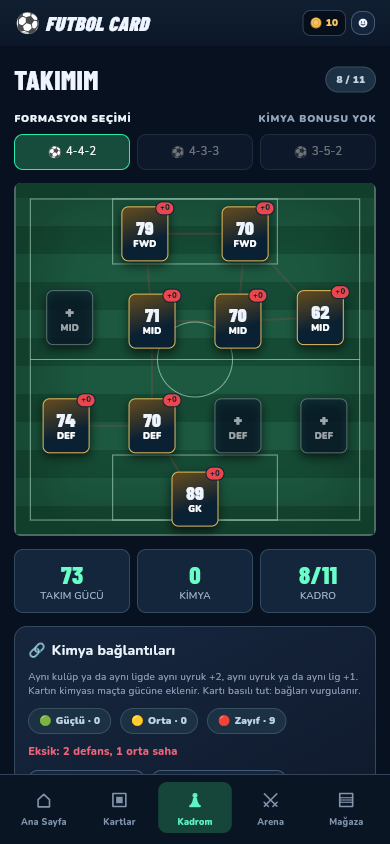 FUTBOL CARD
10
TAKIMIM
8 / 11
FORMASYON SEÇİMİ
KİMYA BONUSU YOK
4-4-2
4-3-3
3-5-2
+0
79
FWD
+0
70
FWD
+
MID
+0
71
MID
+0
70
MID
+0
62
MID
+0
74
DEF
+0
70
DEF
+
DEF
+
DEF
+0
89
GK
73
TAKIM GÜCÜ
0
KİMYA
8/11
KADRO
Kimya bağlantıları
Aynı kulüp ya da aynı ligde aynı uyruk +2, aynı uyruk ya da aynı lig +1.
Kartın kimyası maçta gücüne eklenir. Kartı basılı tut: bağları vurgulanır.
Güçlü · 0
Orta · 0
Zayıf · 9
Eksik: 2 defans, 1 orta saha
Ana Sayfa
Kartlar
Kadrom
Arena
Mağaza